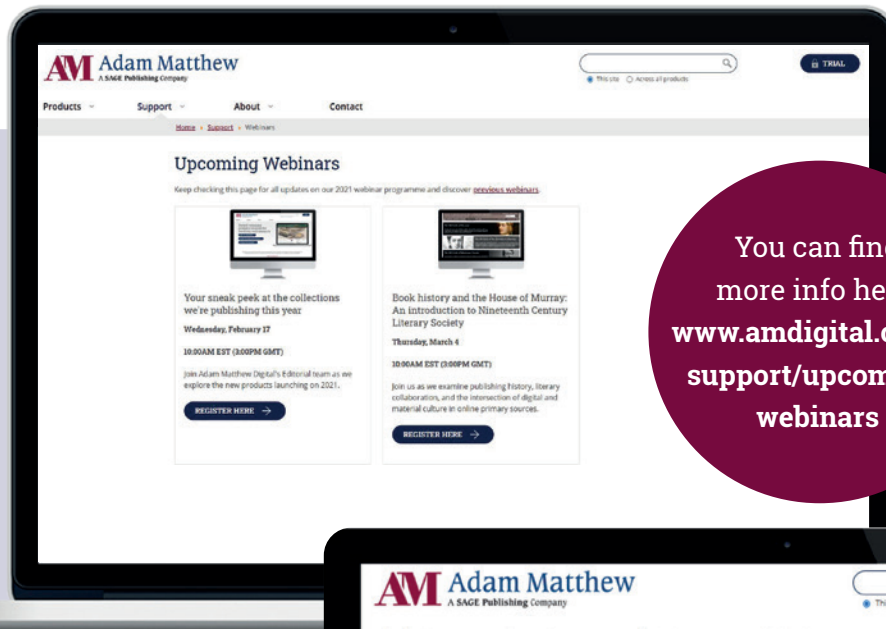 AM Adam Matthew
A SAGE Publishing Company
This site Across all products
TRIAL
Products Support About Contact
Home Support Webinars
Upcoming Webinars
Keep checking this page for all updates on our 2021 webinar programme and discover previous webinars.
Your sneak peek at the collections
we're publishing this year
Wednesday, February 17
10:00AM EST (3:00PM GMT)
Join Adam Matthew Digital's Editorial team as we
explore the new products launching on 2021.
REGISTER HERE
Book history and the House of Murray:
An introduction to Nineteenth Century
Literary Society
Thursday, March 4
10:00AM EST (3:00PM GMT)
Join us as we examine publishing history, literary
collaboration, and the intersection of digital and
material culture in online primary sources.
REGISTER HERE
You can fin
more info he
www.amdigital.c
support/upcom
webinars
AM Adam Matthew
A SAGE Publishing Company
Thi